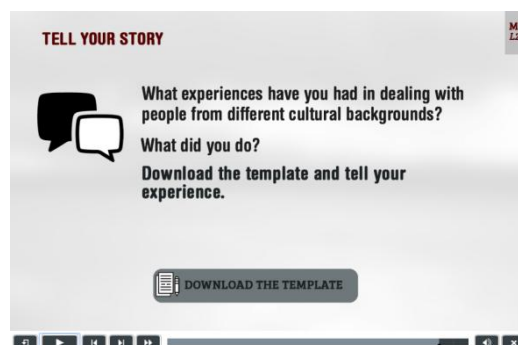 TELL YOUR STORY
What experiences have you had in dealing with
people from different cultural backgrounds?
What did you do?
Download the template and tell your
experience.
DOWNLOAD THE TEMPLATE